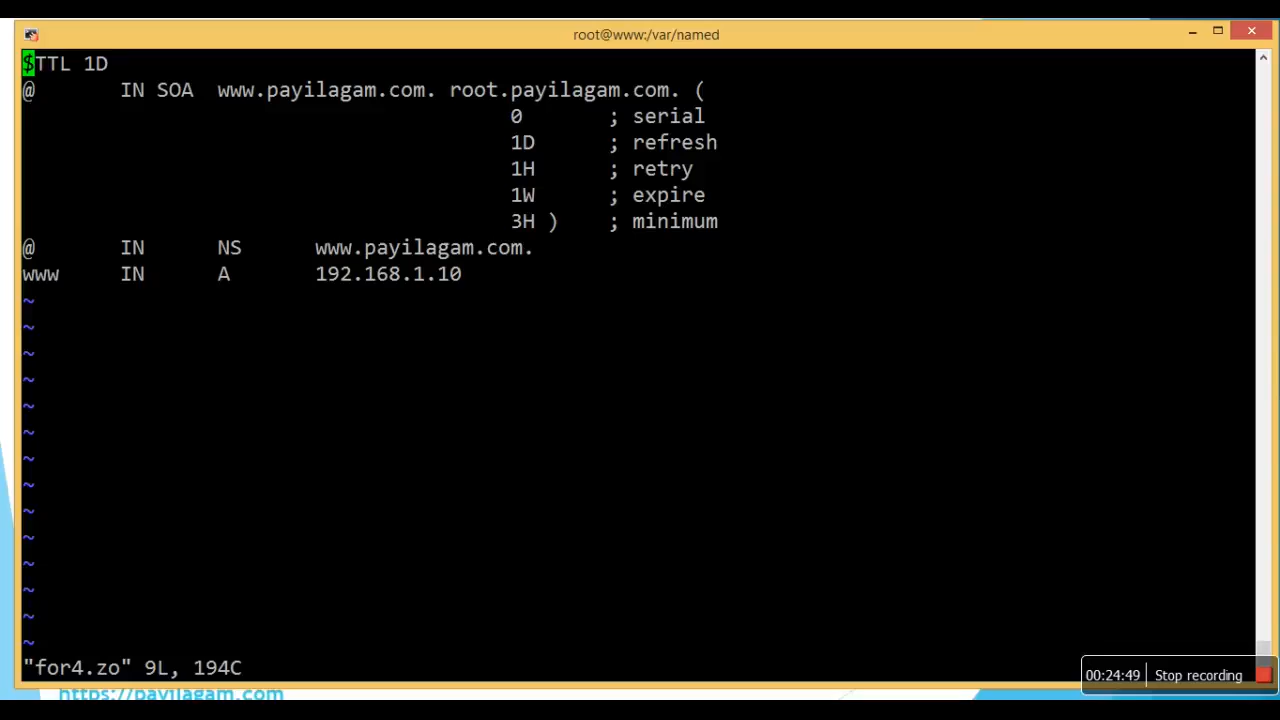 root@www:/var/named
$TTL 1D
@ IN SOA www.payilagam.com. root.payilagam.com. (
0 ; serial
1D ; refresh
1H ; retry
1W ; expire
3H ) ; minimum
@ IN NS www.payilagam.com.
www IN A 192.168.1.10
~
~
~
~
~
~
~
~
~
~
~
~
~
~
"for4.zo" 9L, 194C
00:24:49 Stop recording
https://payilagam.com